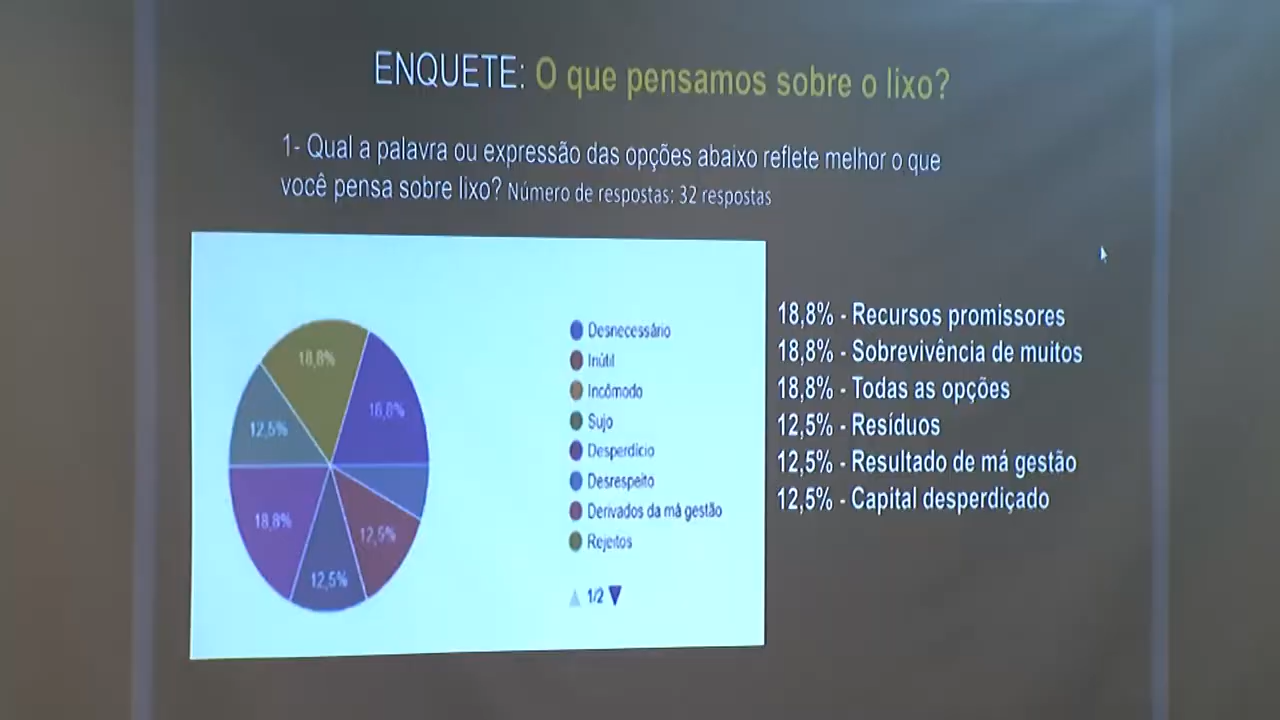 ENQUETE: O que pensamos sobre o lixo?
1- Qual a palavra ou expressão das opções abaixo reflete melhor o que
você pensa sobre lixo? Número de respostas: 32 respostas
18,8%
18,8%
12,5%
18,8%
12,5%
12,5%
Desnecessário
Inútil
Incômodo
Sujo
Desperdício
Desrespeito
Derivados da má gestão
Rejeitos
1/2
18,8% - Recursos promissores
18,8% - Sobrevivência de muitos
18,8% - Todas as opções
12,5% - Resíduos
12,5% - Resultado de má gestão
12,5% - Capital desperdiçado